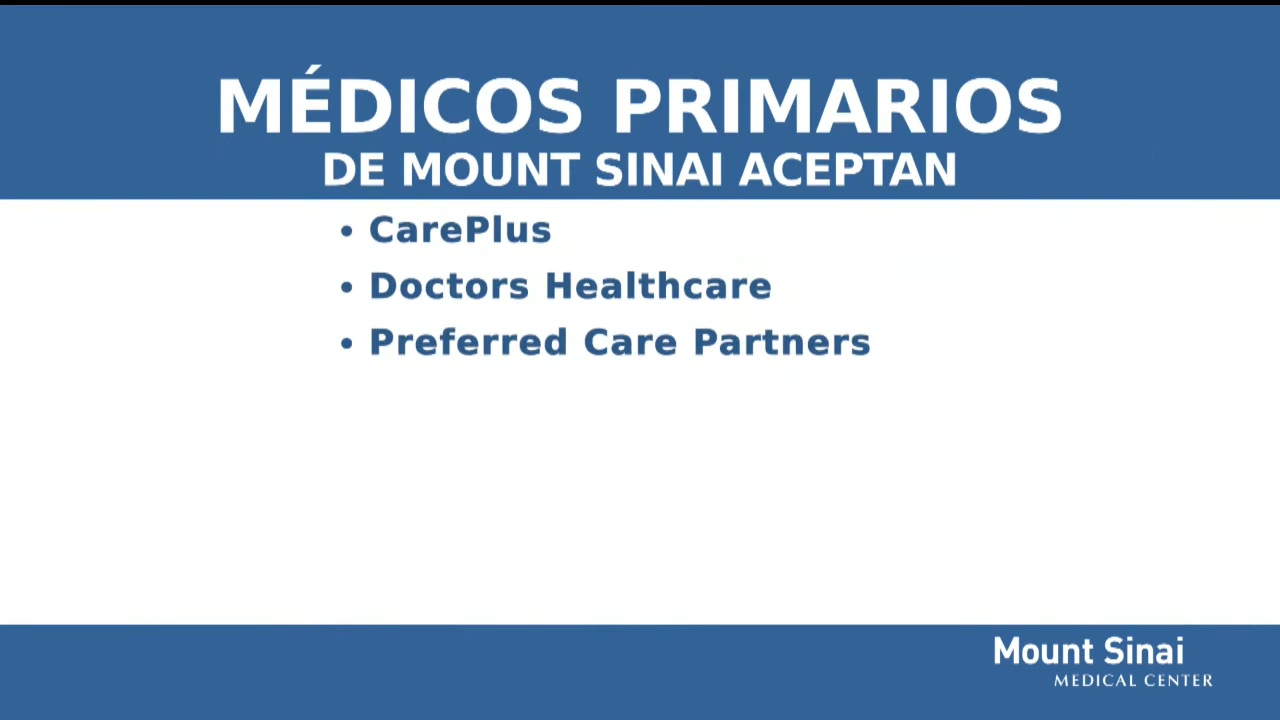 MÉDICOS PRIMARIOS
DE MOUNT SINAI ACEPTAN
• CarePlus
• Doctors Healthcare
• Preferred Care Partners
Mount Sinai
MEDICAL CENTER